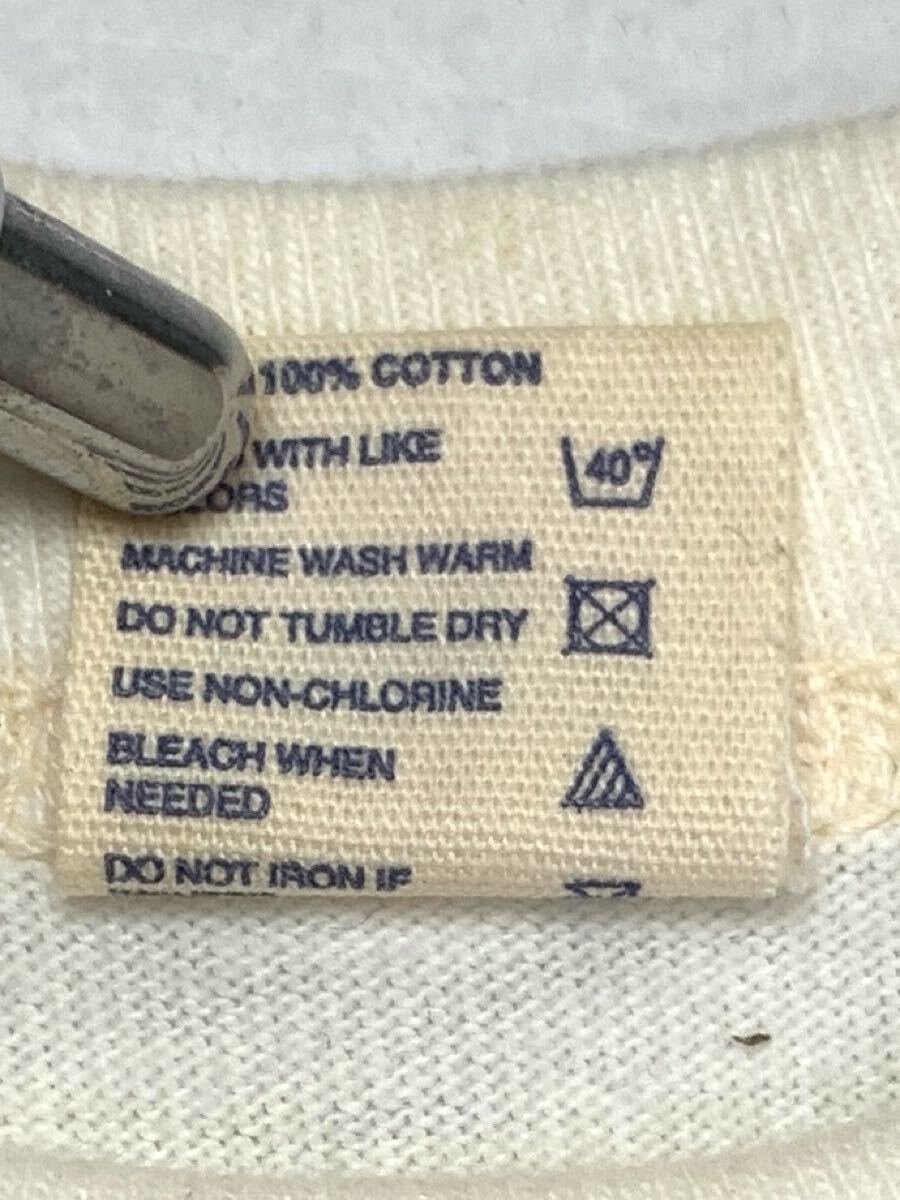 100% COTTON
WITH LIKE
40°
MACHINE WASH WARM
DO NOT TUMBLE DRY
USE NON-CHLORINE
BLEACH WHEN
NEEDED
DO NOT IRON IF